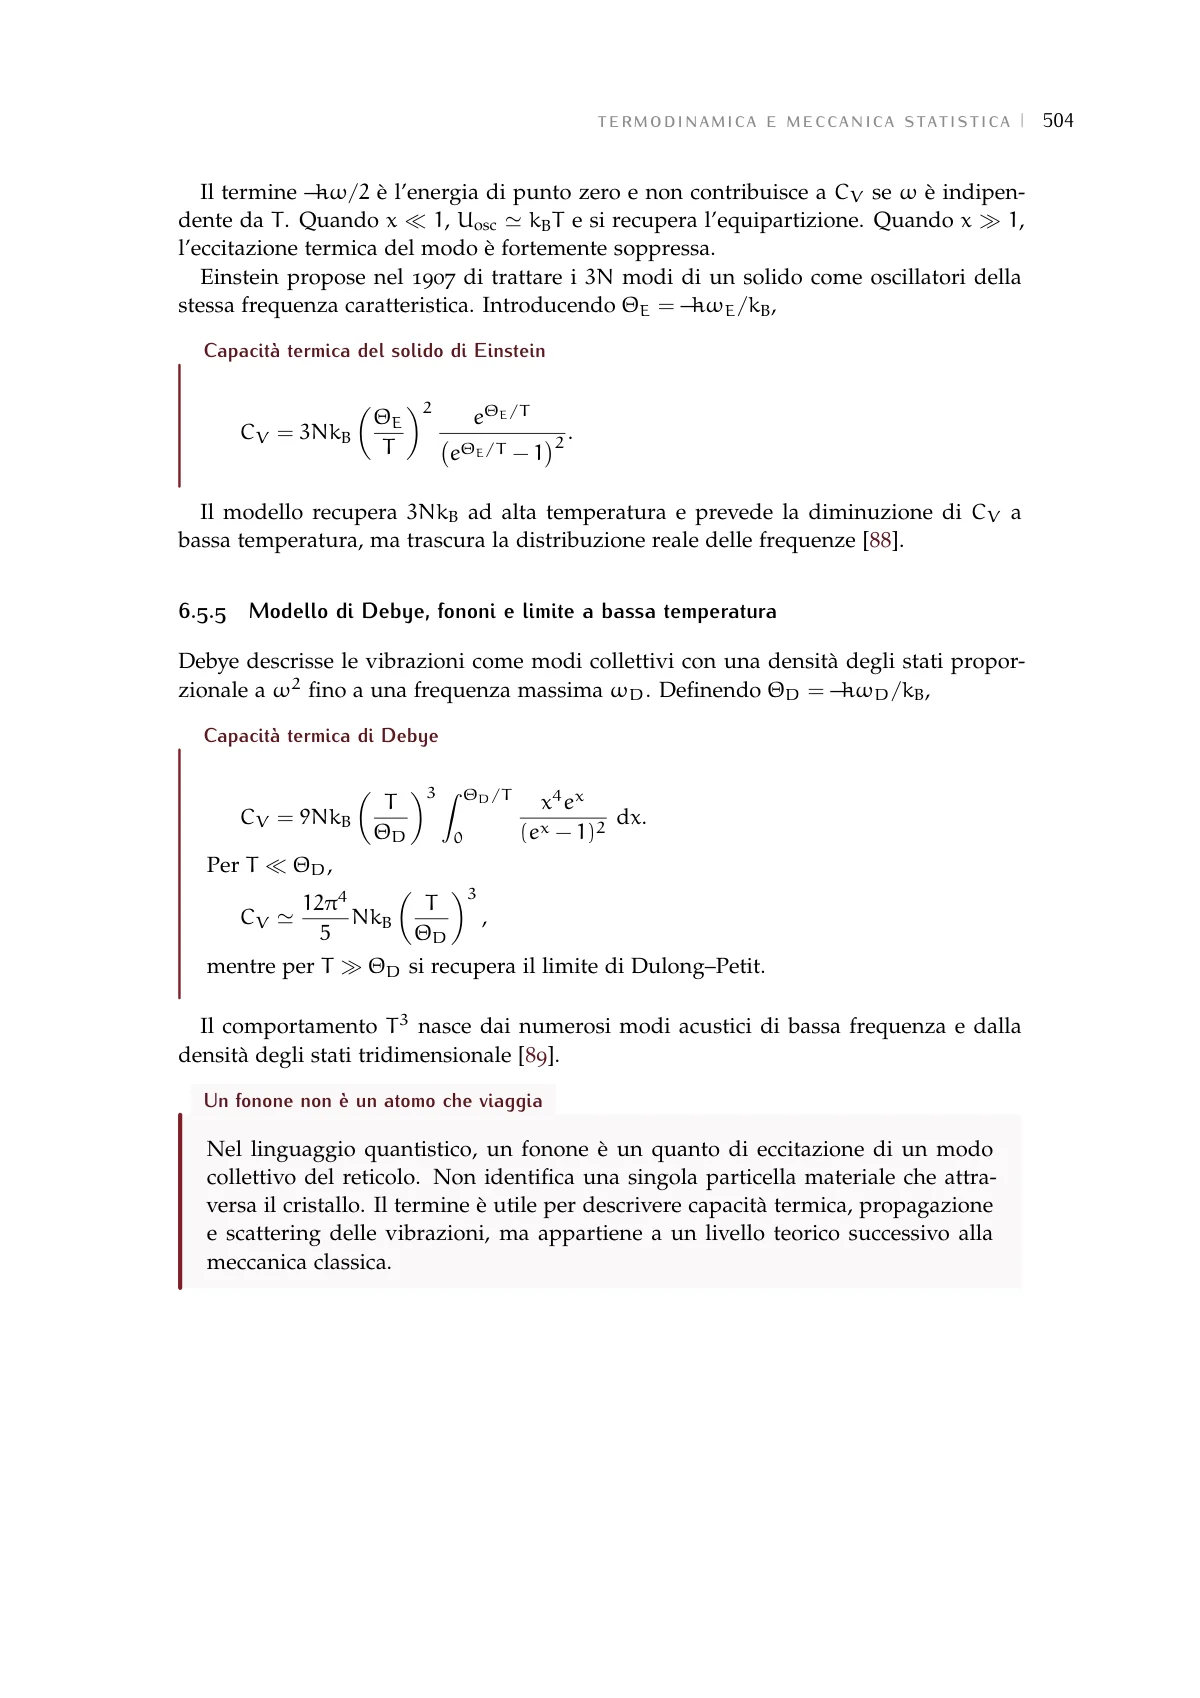 TERMODINAMICA E MECCANICA STATISTICA | 504
Il termine ℏω/2 è l'energia di punto zero e non contribuisce a C_V se ω è indipen-
dente da T. Quando x ≪ 1, U_osc ≃ k_BT e si recupera l'equipartizione. Quando x ≫ 1,
l'eccitazione termica del modo è fortemente soppressa.
Einstein propose nel 1907 di trattare i 3N modi di un solido come oscillatori della
stessa frequenza caratteristica. Introducendo Θ_E = ℏω_E/k_B,
Capacità termica del solido di Einstein
C_V = 3Nk_B (Θ_E/T)^2 e^{Θ_E/T}/(e^{Θ_E/T} − 1)^2.
Il modello recupera 3Nk_B ad alta temperatura e prevede la diminuzione di C_V a
bassa temperatura, ma trascura la distribuzione reale delle frequenze [88].
6.5.5 Modello di Debye, fononi e limite a bassa temperatura
Debye descrisse le vibrazioni come modi collettivi con una densità degli stati propor-
zionale a ω^2 fino a una frequenza massima ω_D. Definendo Θ_D = ℏω_D/k_B,
Capacità termica di Debye
C_V = 9Nk_B (T/Θ_D)^3 ∫_0^{Θ_D/T} x^4e^x/(e^x − 1)^2 dx.
Per T ≪ Θ_D,
C_V ≃ 12π^4/5 Nk_B (T/Θ_D)^3,
mentre per T ≫ Θ_D si recupera il limite di Dulong–Petit.
Il comportamento T^3 nasce dai numerosi modi acustici di bassa frequenza e dalla
densità degli stati tridimensionale [89].
Un fonone non è un atomo che viaggia
Nel linguaggio quantistico, un fonone è un quanto di eccitazione di un modo
collettivo del reticolo. Non identifica una singola particella materiale che attra-
versa il cristallo. Il termine è utile per descrivere capacità termica, propagazione
e scattering delle vibrazioni, ma appartiene a un livello teorico successivo alla
meccanica classica.